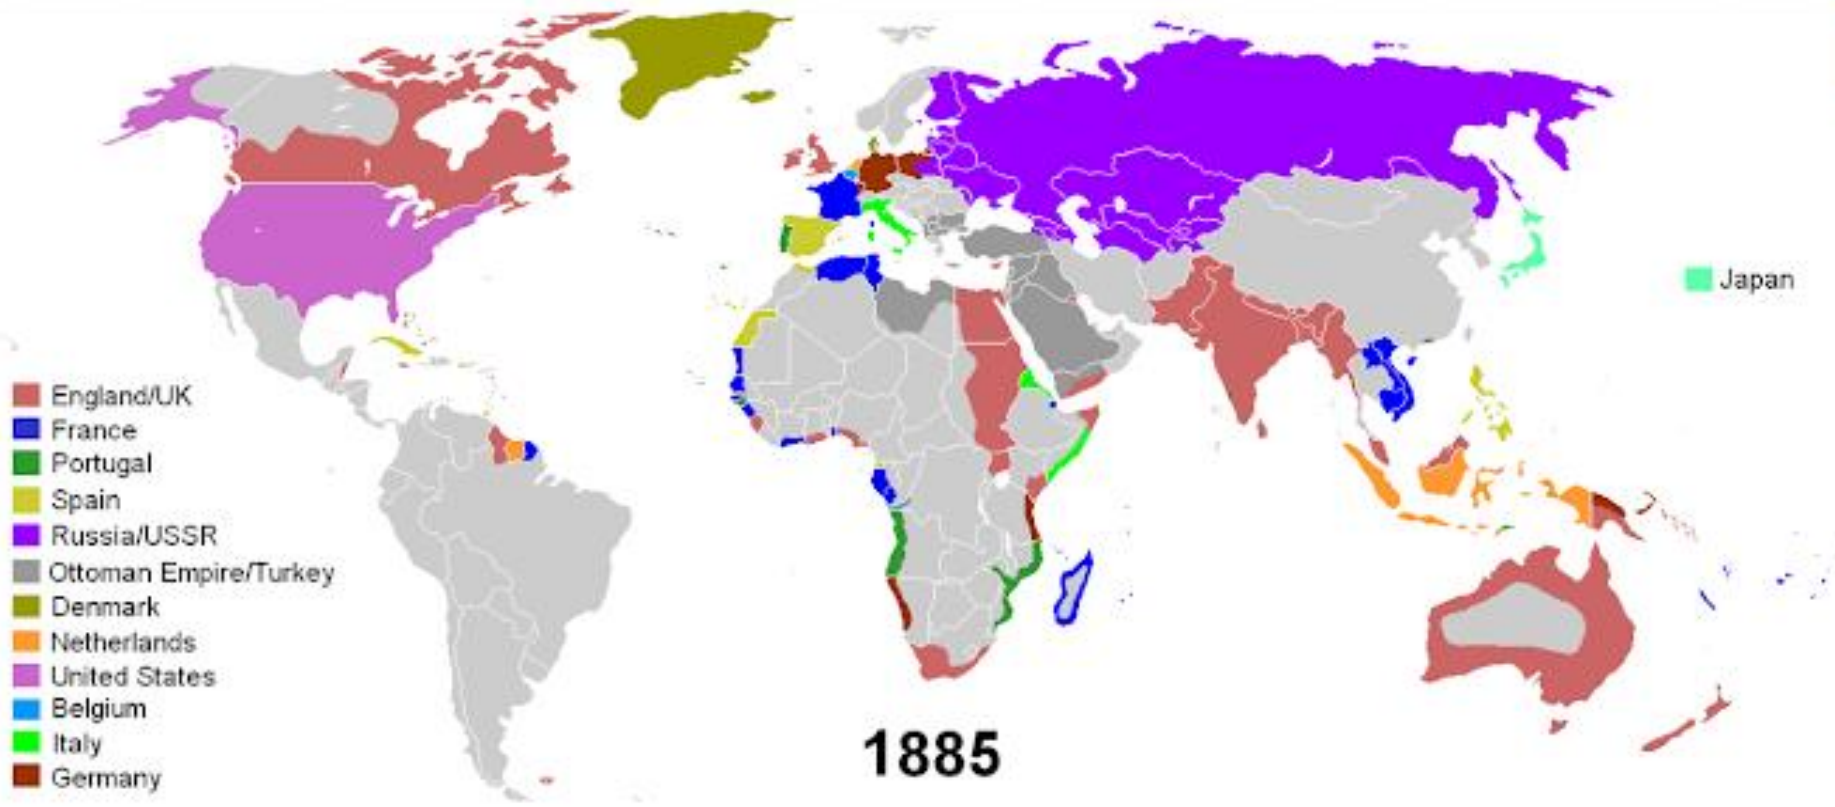 England/UK
France
Portugal
Spain
Russia/USSR
Ottoman Empire/Turkey
Denmark
Netherlands
United States
Belgium
Italy
Germany
Japan
1885